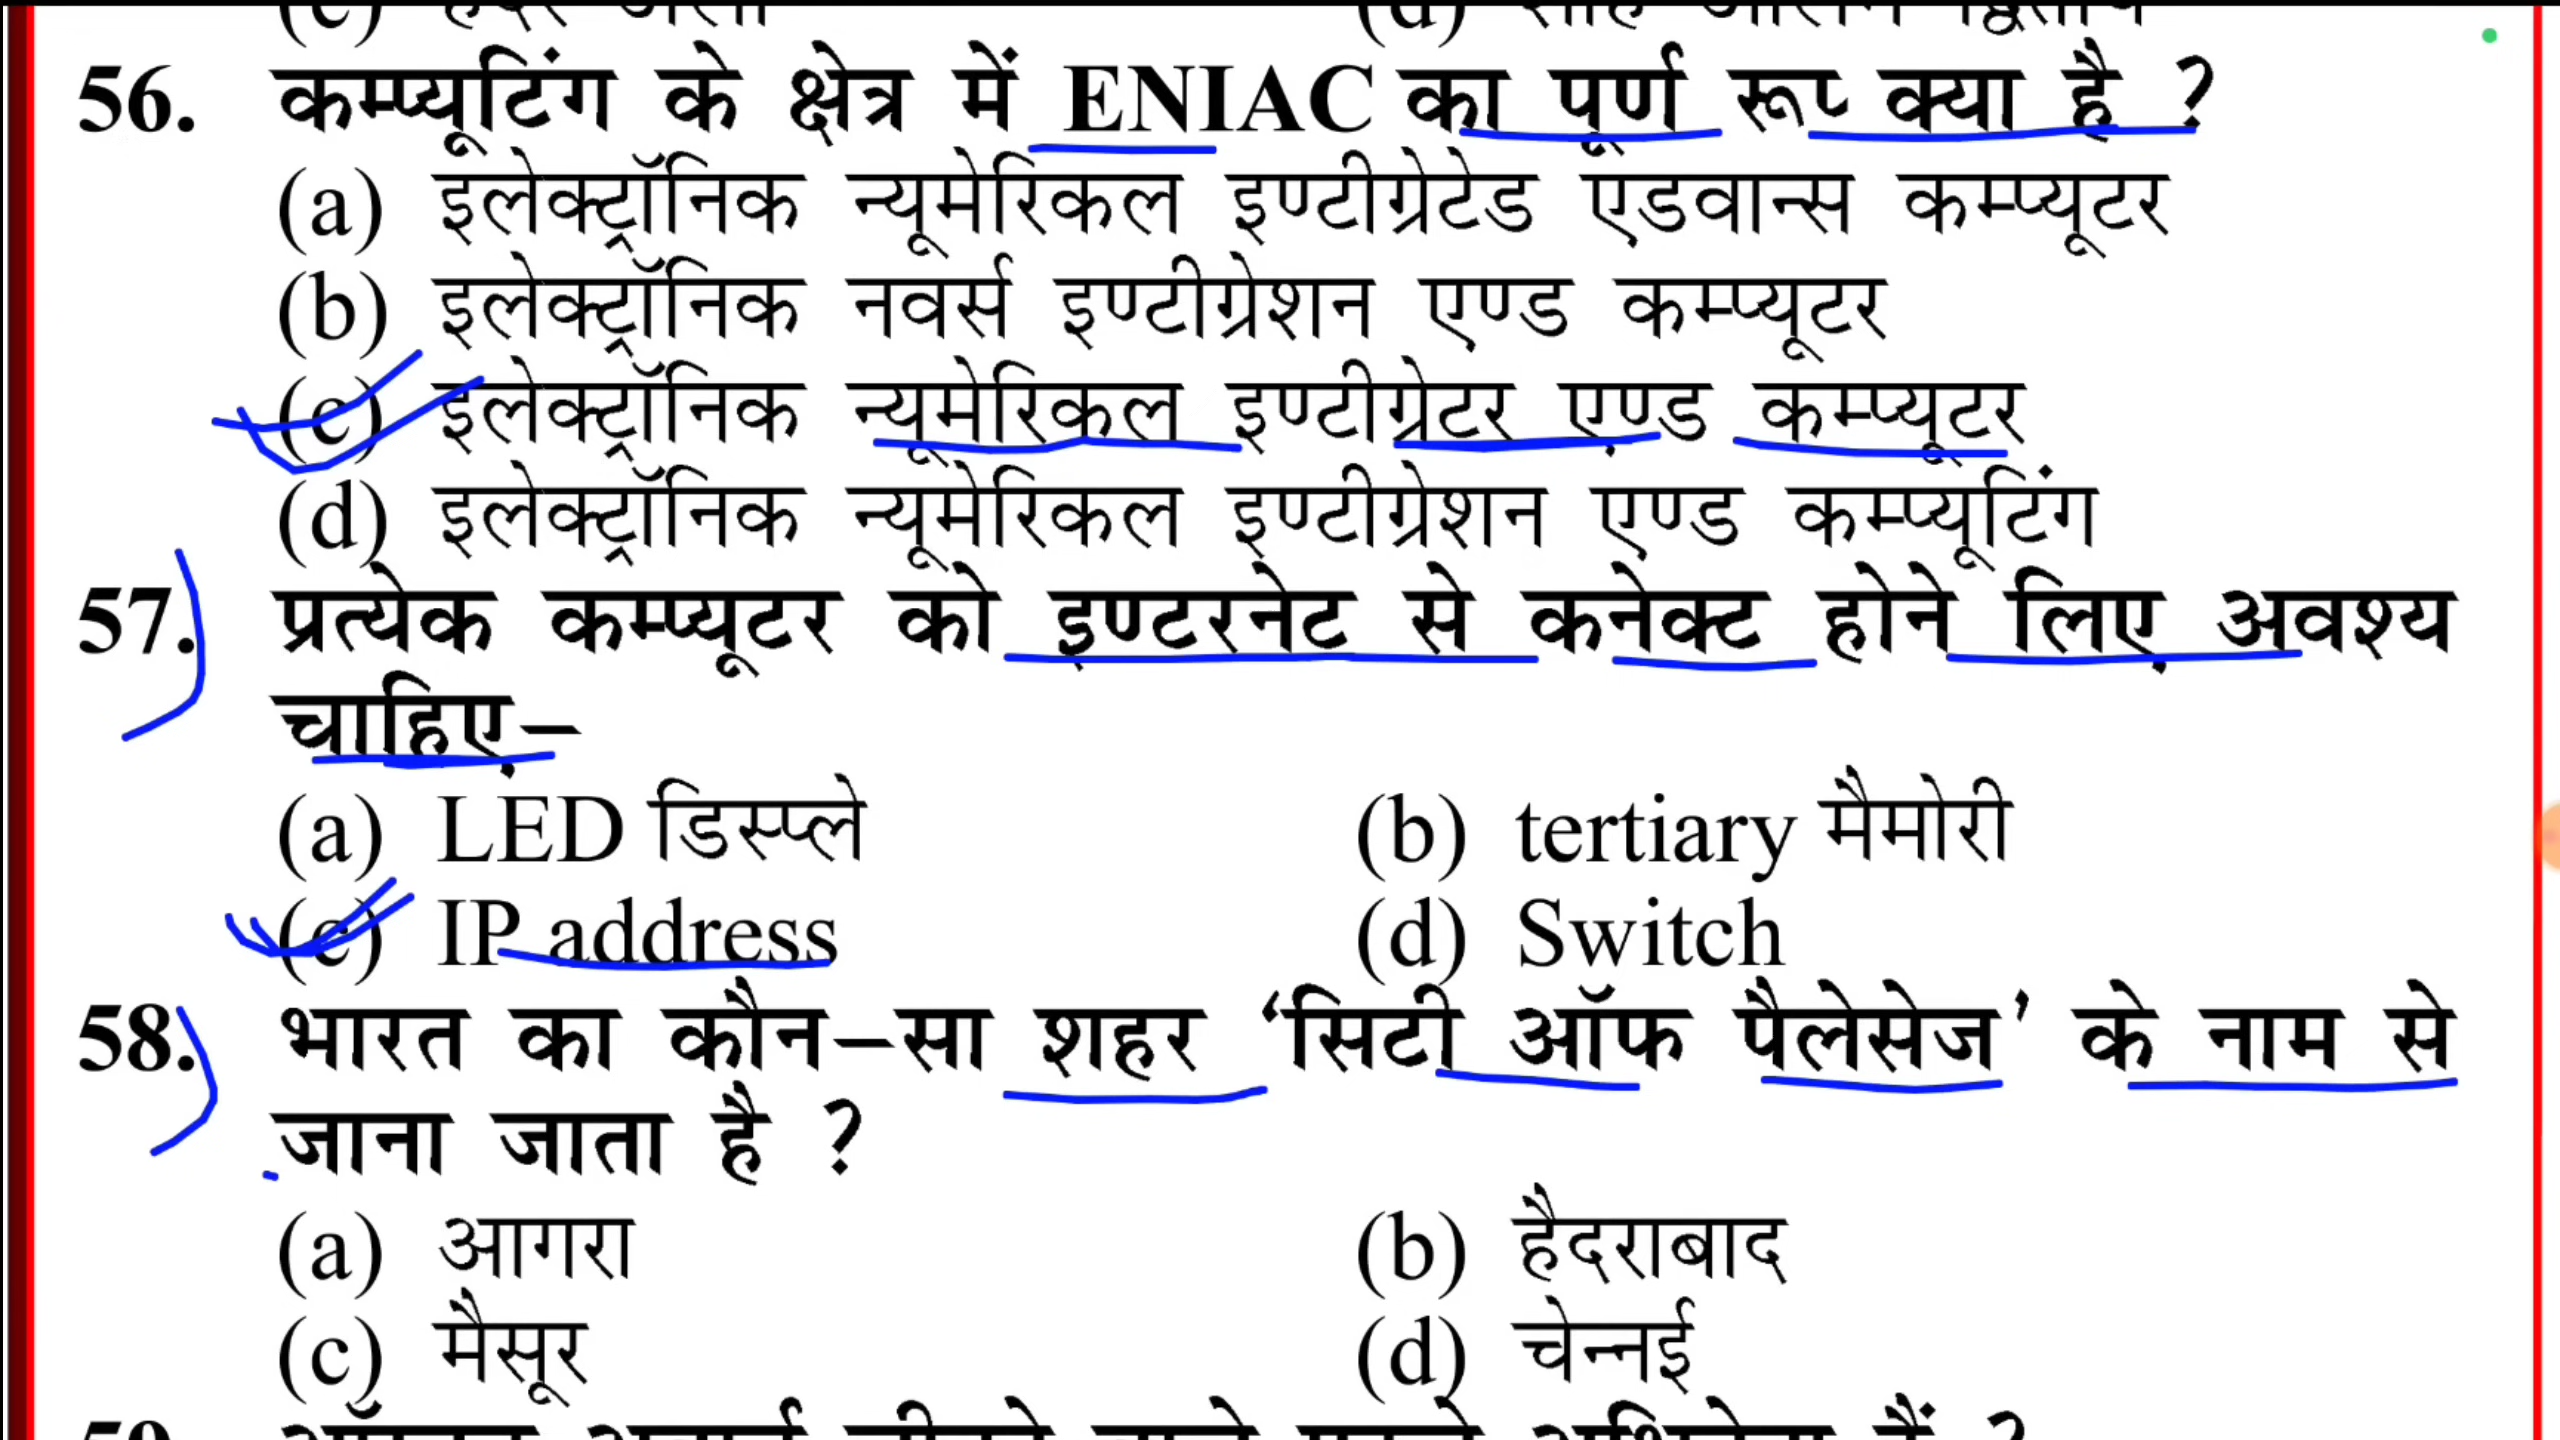 56. कम्प्यूटिंग के क्षेत्र में ENIAC का पूर्ण रूप क्या है ?
(a) इलेक्ट्रॉनिक न्यूमेरिकल इण्टीग्रेटेड एडवान्स कम्प्यूटर
(b) इलेक्ट्रॉनिक नवर्स इण्टीग्रेशन एण्ड कम्प्यूटर
(c) इलेक्ट्रॉनिक न्यूमेरिकल इण्टीग्रेटर एण्ड कम्प्यूटर
(d) इलेक्ट्रॉनिक न्यूमेरिकल इण्टीग्रेशन एण्ड कम्प्यूटिंग
57. प्रत्येक कम्प्यूटर को इण्टरनेट से कनेक्ट होने लिए अवश्य
चाहिए–
(a) LED डिस्प्ले (b) tertiary मैमोरी
(c) IP address (d) Switch
58. भारत का कौन–सा शहर ‘सिटी ऑफ पैलेसेज’ के नाम से
जाना जाता है ?
(a) आगरा (b) हैदराबाद
(c) मैसूर (d) चेन्नई